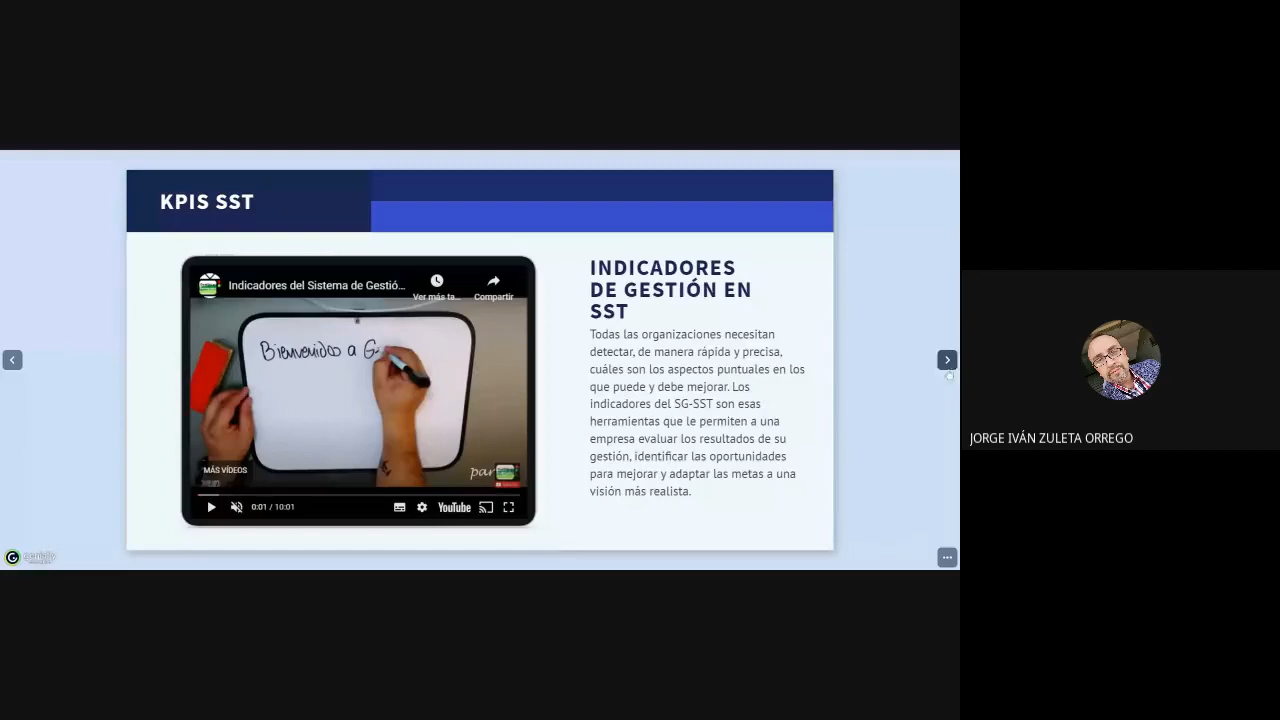 KPIS SST
Indicadores del Sistema de Gestió...
Ver más ta...
Compartir
Bienvenidos a G
par
MÁS VÍDEOS
0:01 / 10:01
YouTube
INDICADORES
DE GESTIÓN EN
SST
Todas las organizaciones necesitan
detectar, de manera rápida y precisa,
cuáles son los aspectos puntuales en los
que puede y debe mejorar. Los
indicadores del SG-SST son esas
herramientas que le permiten a una
empresa evaluar los resultados de su
gestión, identificar las oportunidades
para mejorar y adaptar las metas a una
visión más realista.
genially
JORGE IVÁN ZULETA ORREGO